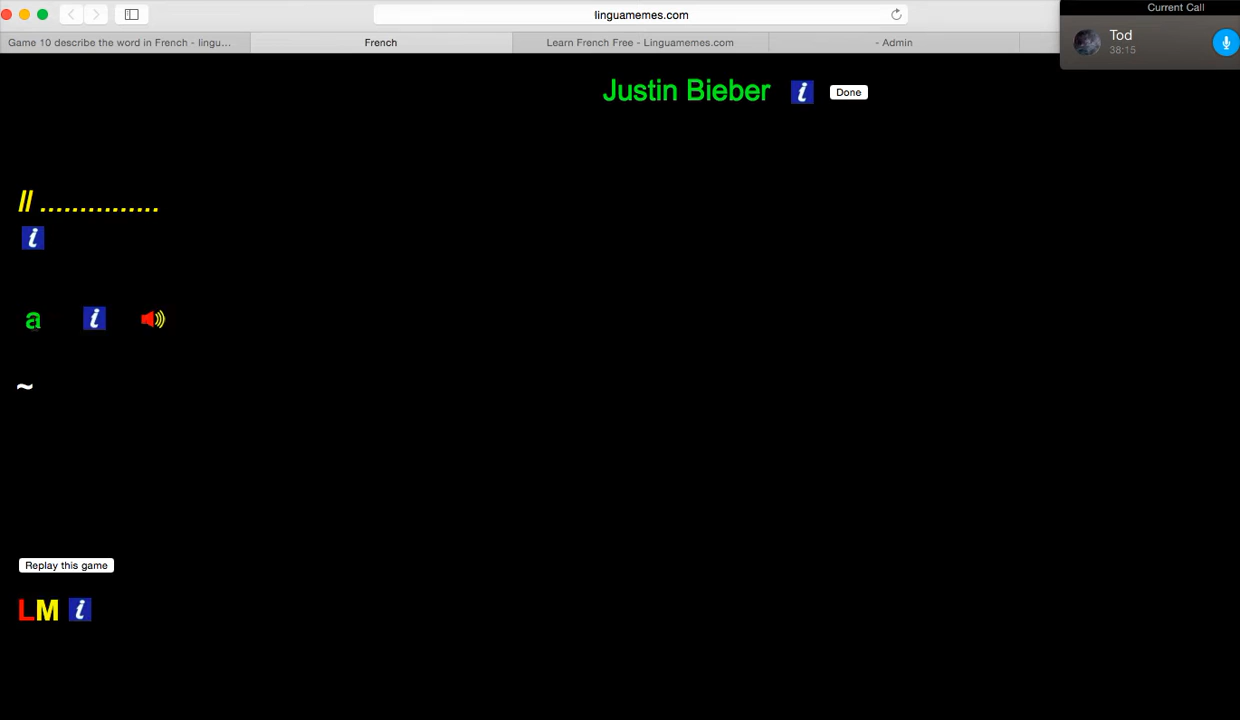 linguamemes.com
Current Call
Tod
38:15
Game 10 describe the word in French - lingu...
French
Learn French Free - Linguamemes.com
- Admin
Justin Bieber i Done
// ...............
i
a i
~
Replay this game
LM i